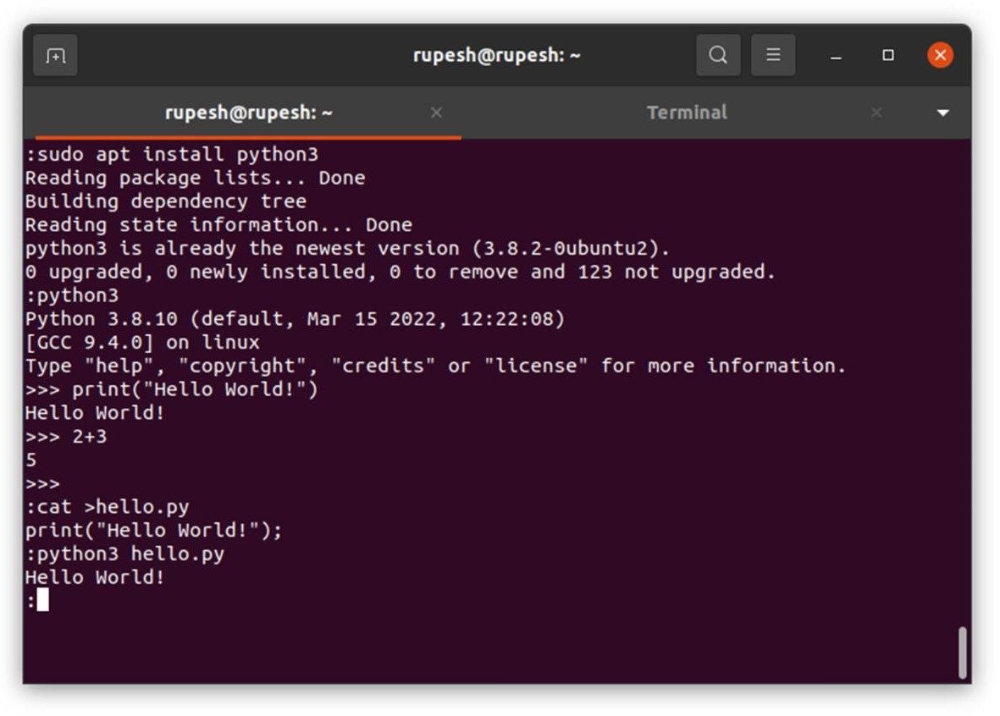 rupesh@rupesh: ~
rupesh@rupesh: ~
Terminal
:sudo apt install python3
Reading package lists... Done
Building dependency tree
Reading state information... Done
python3 is already the newest version (3.8.2-0ubuntu2).
0 upgraded, 0 newly installed, 0 to remove and 123 not upgraded.
:python3
Python 3.8.10 (default, Mar 15 2022, 12:22:08)
[GCC 9.4.0] on linux
Type "help", "copyright", "credits" or "license" for more information.
>>> print("Hello World!")
Hello World!
>>> 2+3
5
>>>
:cat >hello.py
print("Hello World!");
:python3 hello.py
Hello World!
: